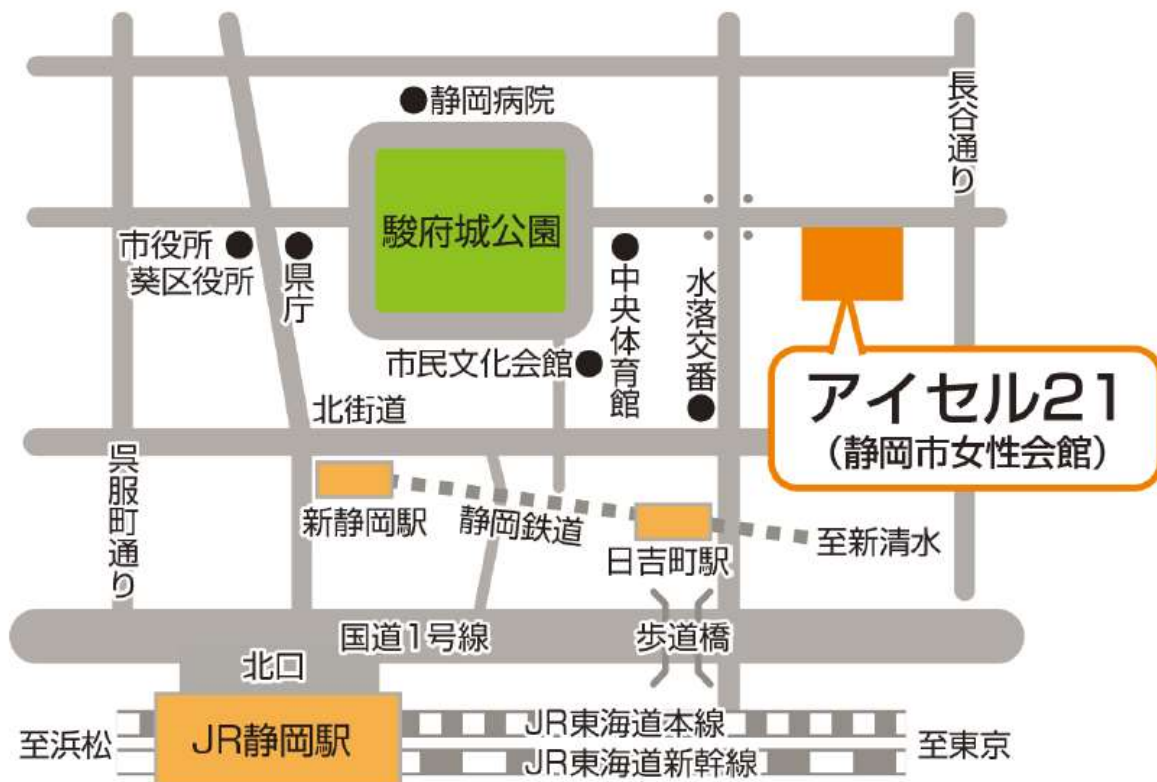 静岡病院
長谷通り
駿府城公園
市役所
葵区役所
県庁
中央体育館
水落交番
市民文化会館
アイセル21
(静岡市女性会館)
北街道
呉服町通り
新静岡駅
静岡鉄道
日吉町駅
至新清水
国道1号線
歩道橋
北口
JR静岡駅
至浜松
JR東海道本線
JR東海道新幹線
至東京